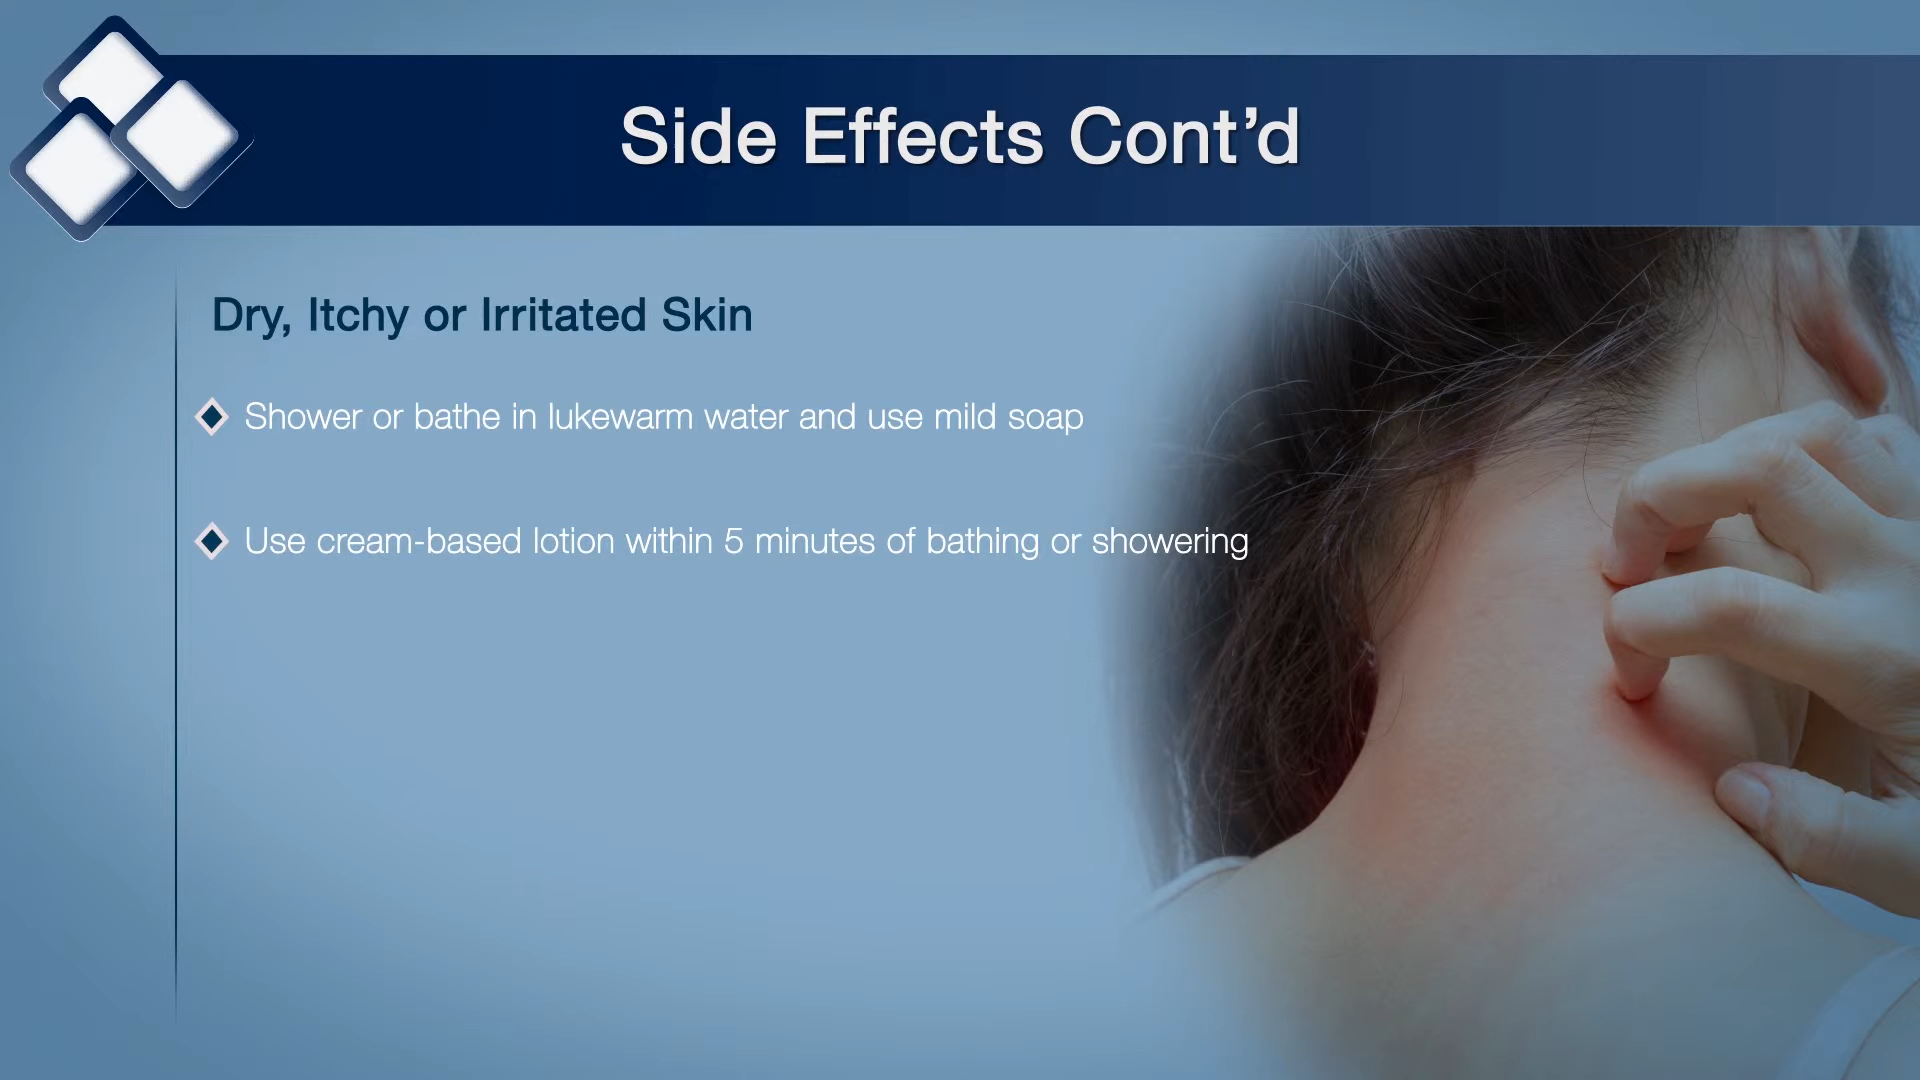 Side Effects Cont’d
Dry, Itchy or Irritated Skin
Shower or bathe in lukewarm water and use mild soap
Use cream-based lotion within 5 minutes of bathing or showering